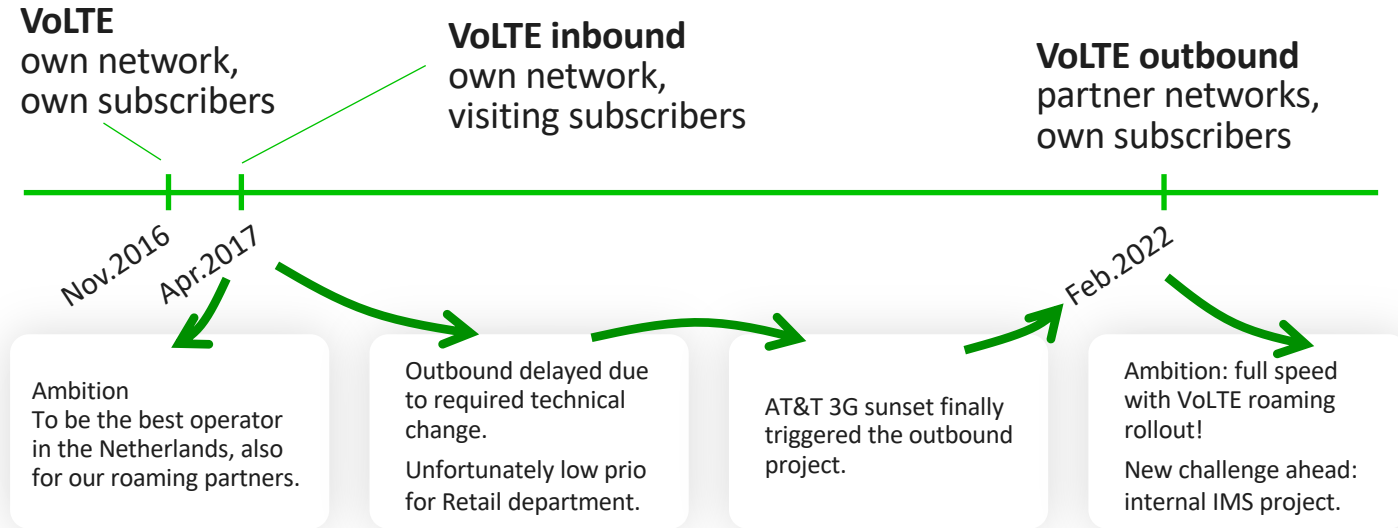 VoLTE
own network,
own subscribers
VoLTE inbound
own network,
visiting subscribers
VoLTE outbound
partner networks,
own subscribers
Nov.2016
Apr.2017
Feb.2022
Ambition
To be the best operator
in the Netherlands, also
for our roaming partners.
Outbound delayed due
to required technical
change.
Unfortunately low prio
for Retail department.
AT&T 3G sunset finally
triggered the outbound
project.
Ambition: full speed
with VoLTE roaming
rollout!
New challenge ahead:
internal IMS project.